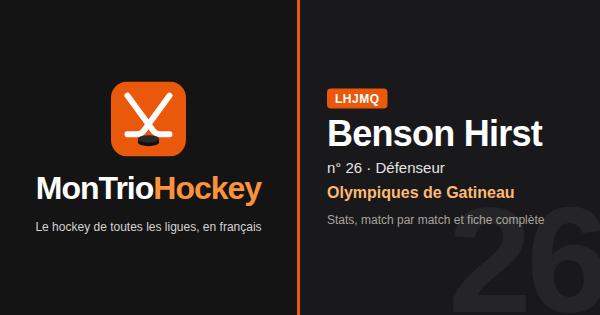 MonTrioHockey
Le hockey de toutes les ligues, en français
LHJMQ
Benson Hirst
n° 26 · Défenseur
Olympiques de Gatineau
Stats, match par match et fiche complète
26